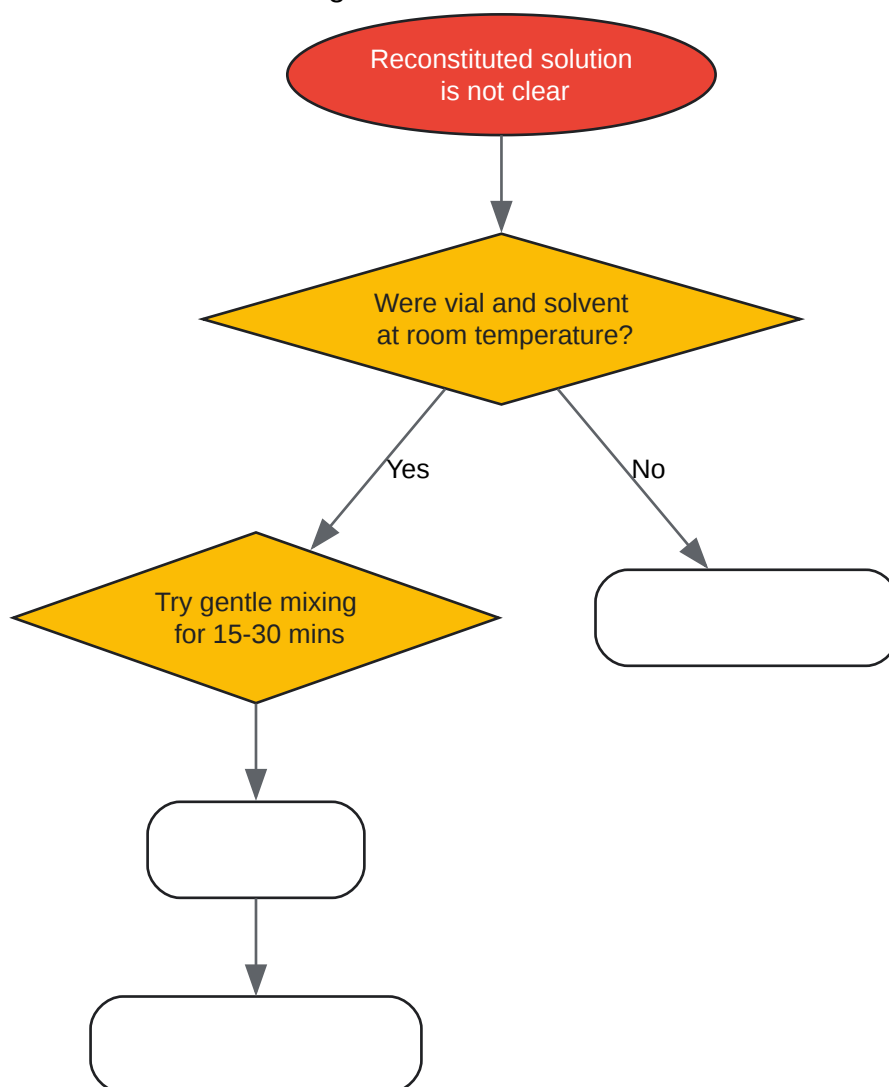 Reconstituted solution
is not clear
Were vial and solvent
at room temperature?
Yes
No
Try gentle mixing
for 15-30 mins